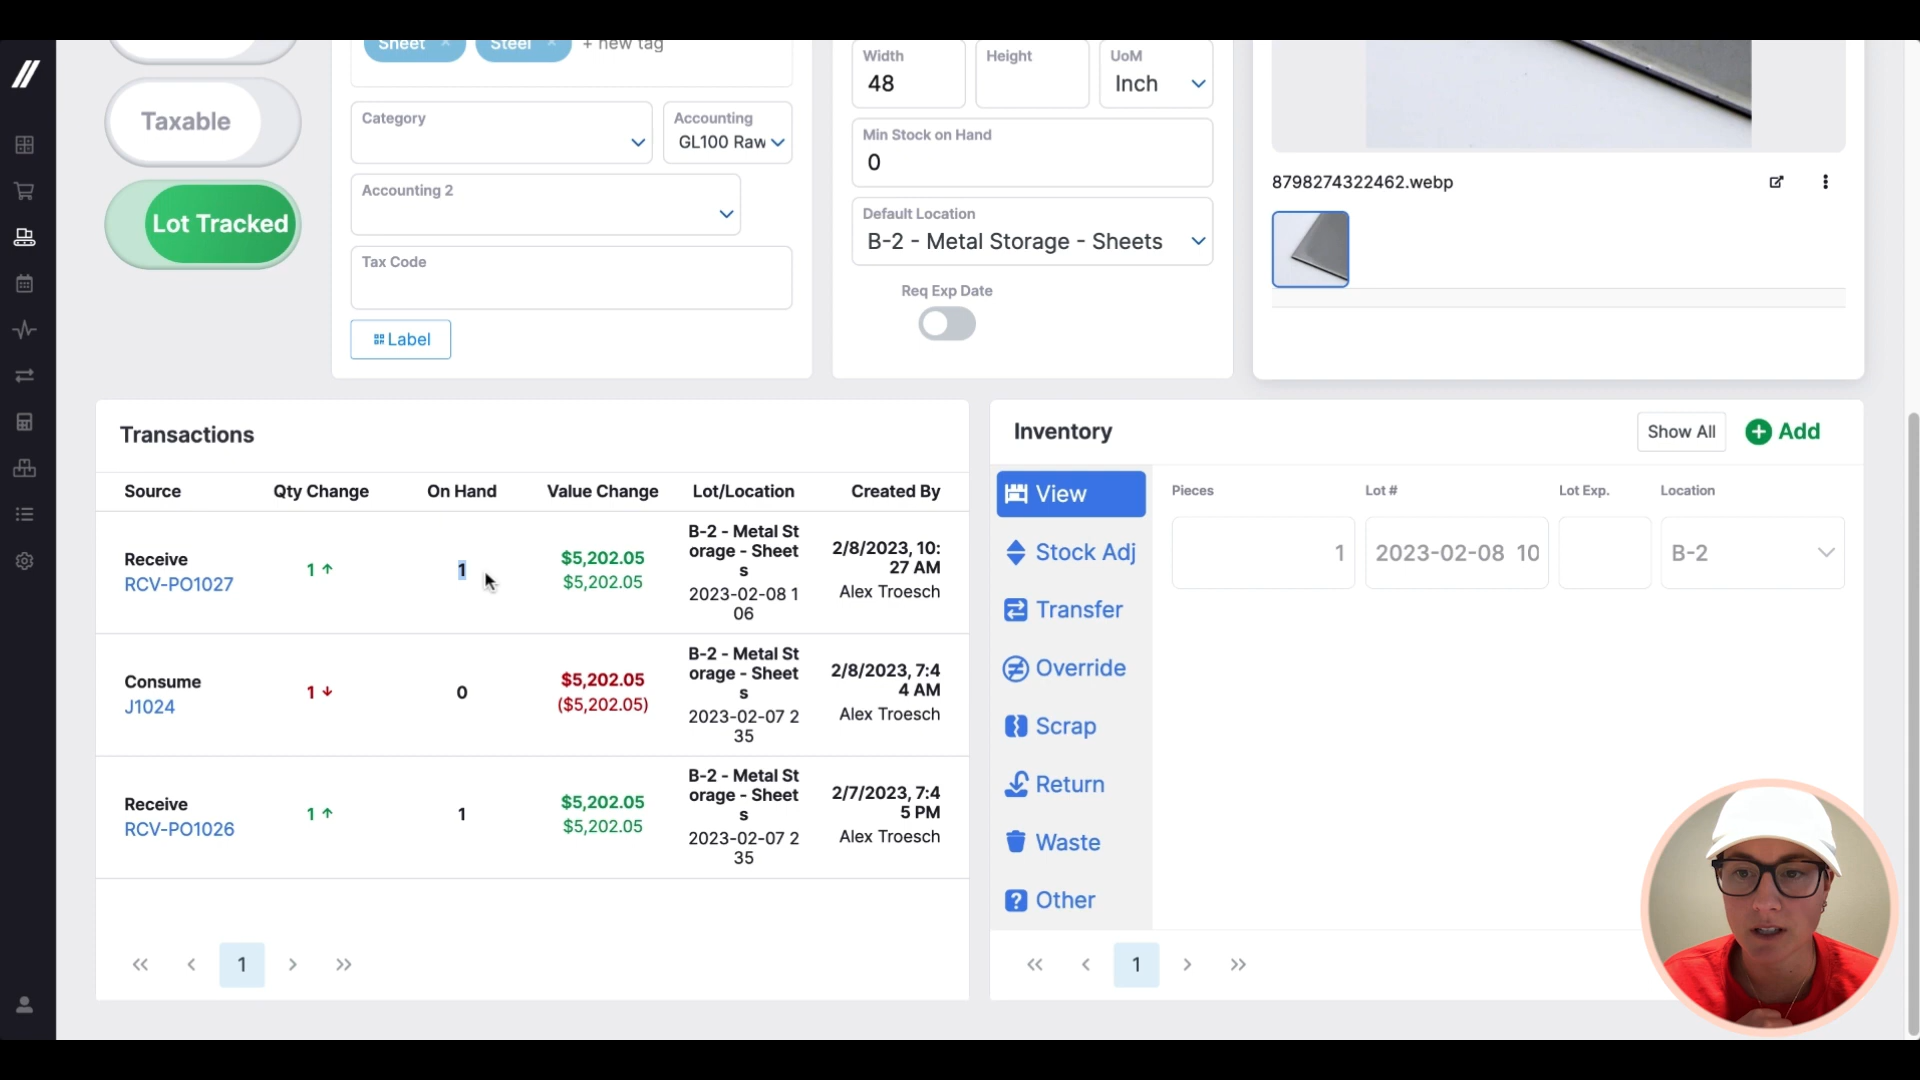 Sheet × Steel × + new tag
Width
48
Height
UoM
Inch
Taxable
Category
Accounting
GL100 Raw
Min Stock on Hand
0
8798274322462.webp
Accounting 2
Lot Tracked
Default Location
B-2 - Metal Storage - Sheets
Tax Code
Req Exp Date
Label
Transactions
Source Qty Change On Hand Value Change Lot/Location Created By
Receive
RCV-PO1027
1 ↑
1
$5,202.05
$5,202.05
B-2 - Metal St
orage - Sheet
s
2023-02-08 1
06
2/8/2023, 10:
27 AM
Alex Troesch
Consume
J1024
1 ↓
0
$5,202.05
($5,202.05)
B-2 - Metal St
orage - Sheet
s
2023-02-07 2
35
2/8/2023, 7:4
4 AM
Alex Troesch
Receive
RCV-PO1026
1 ↑
1
$5,202.05
$5,202.05
B-2 - Metal St
orage - Sheet
s
2023-02-07 2
35
2/7/2023, 7:4
5 PM
Alex Troesch
« ‹ 1 › »
Inventory
Show All
Add
View
Stock Adj
Transfer
Override
Scrap
Return
Waste
Other
Pieces Lot # Lot Exp. Location
1 2023-02-08 10 B-2
« ‹ 1 › »